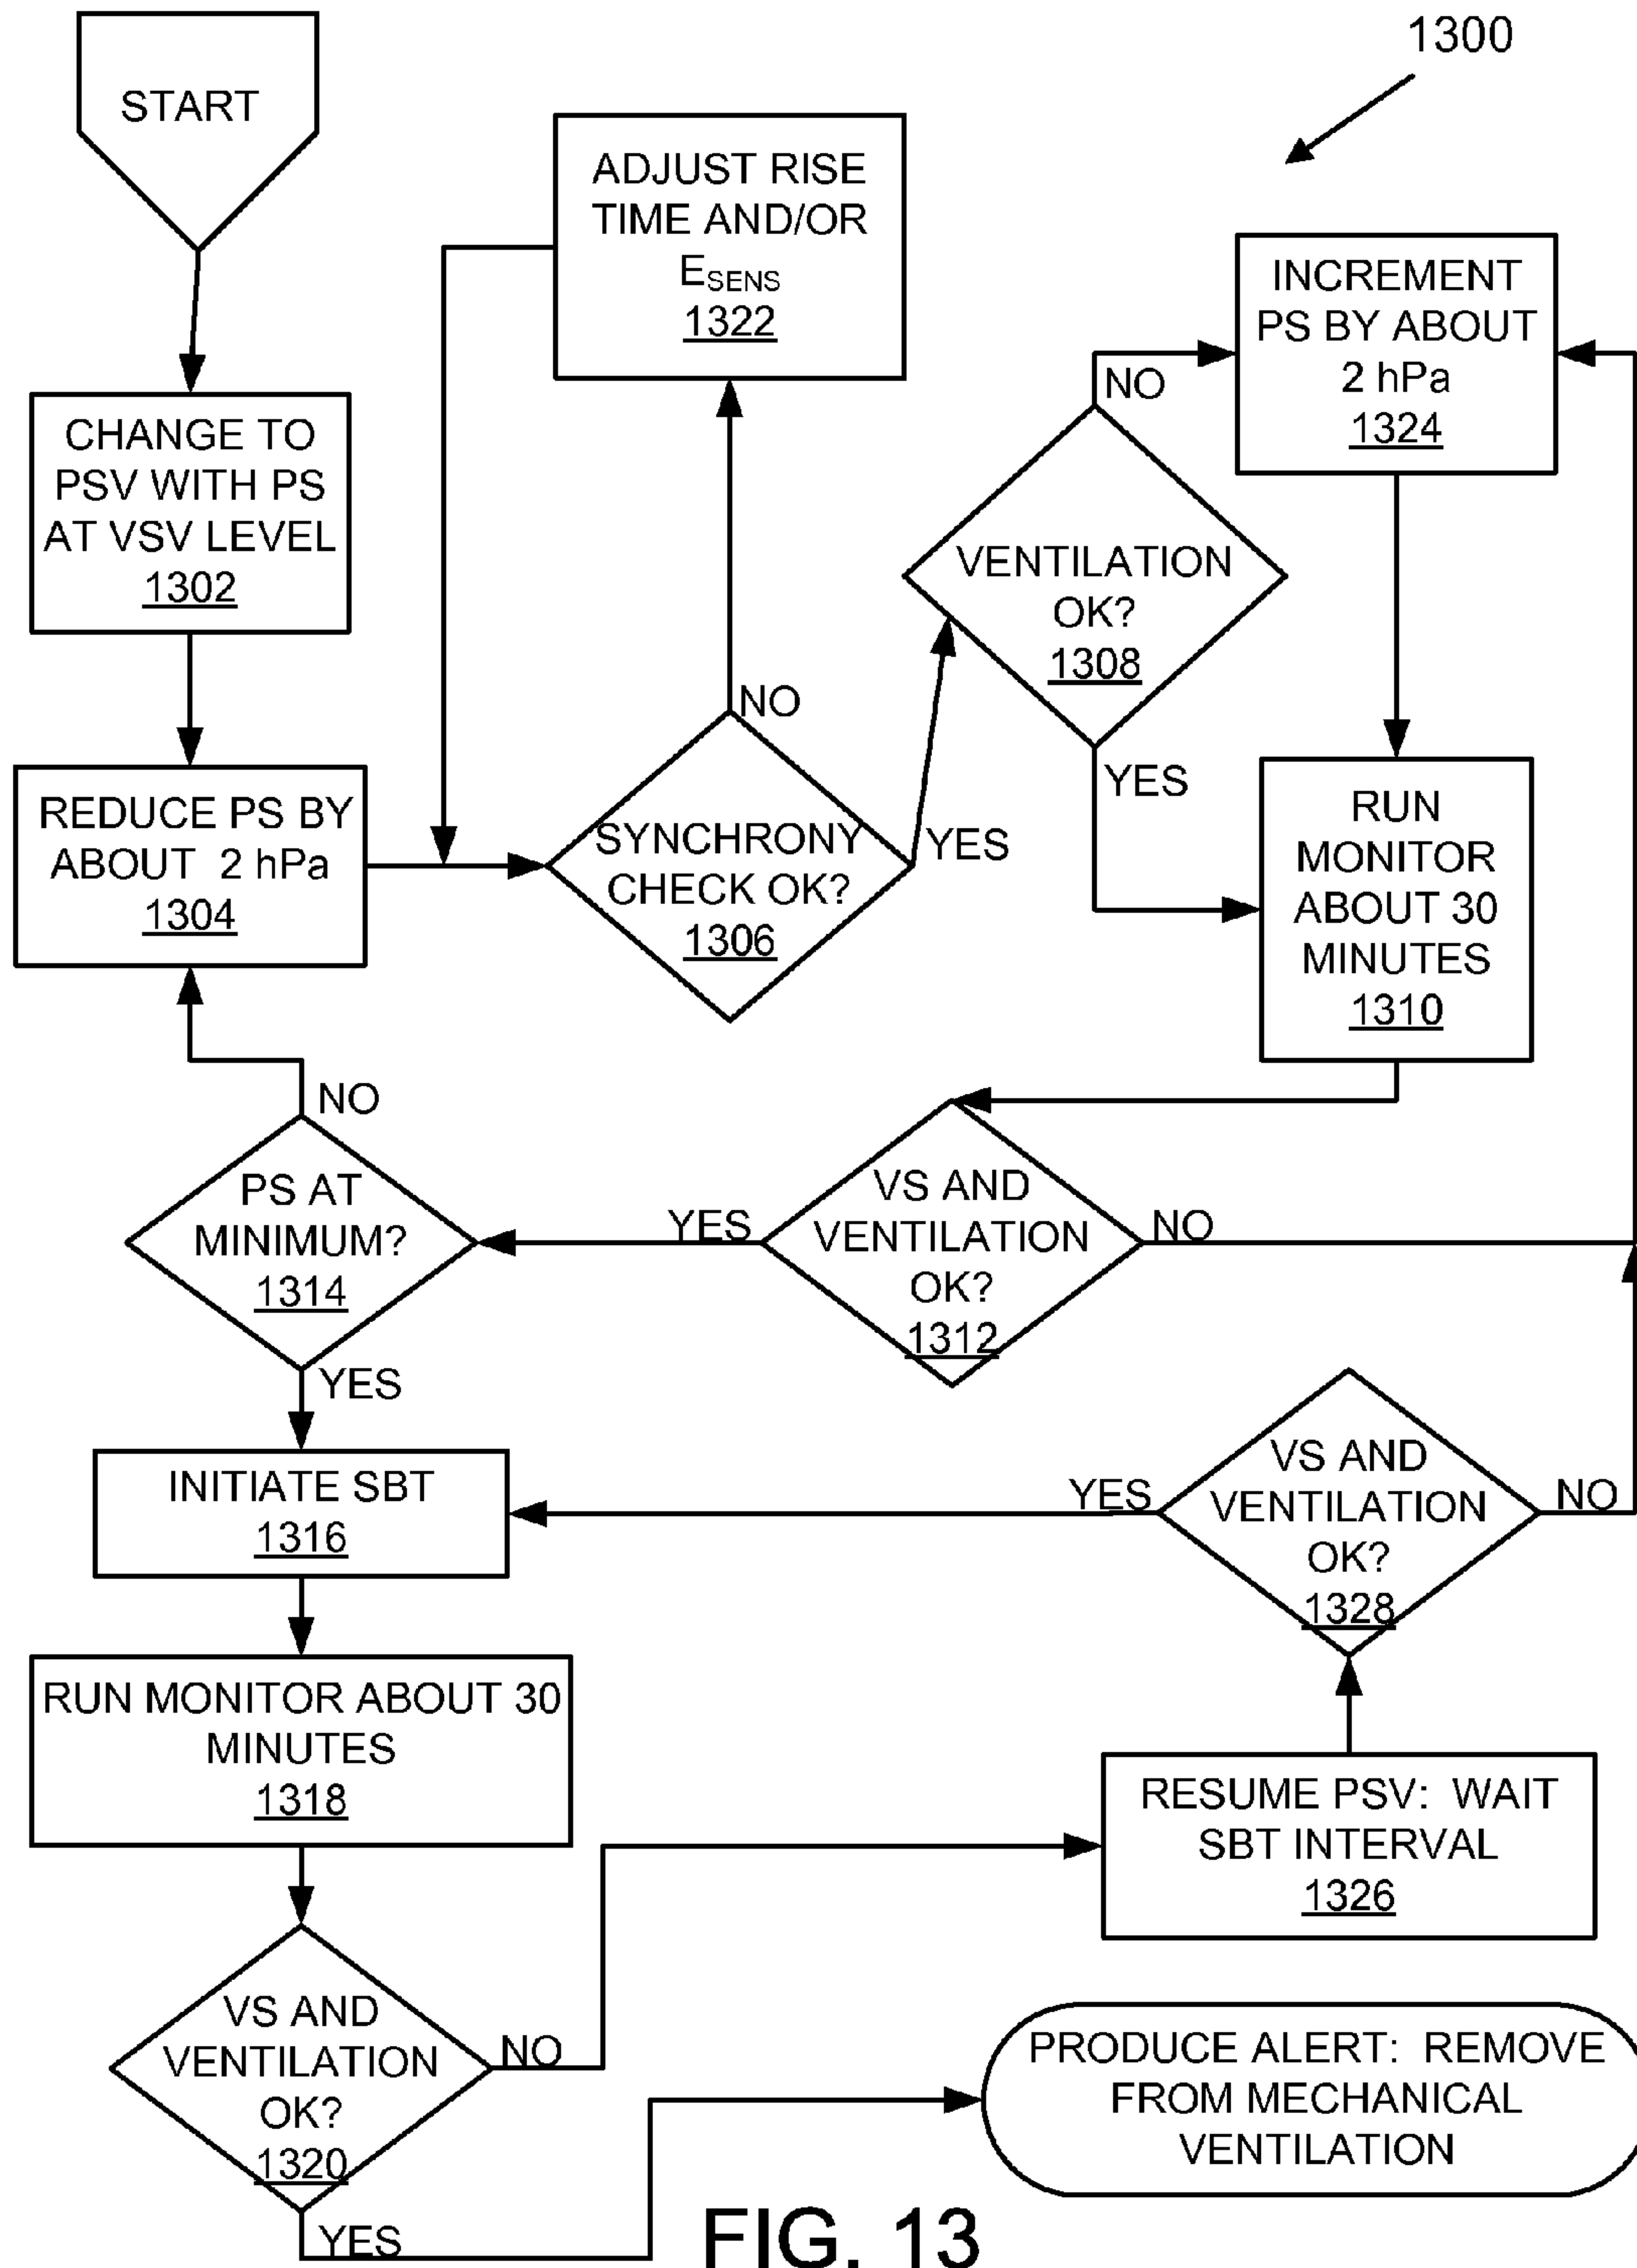 1300
START
ADJUST RISE
TIME AND/OR
ESENS
1322
INCREMENT
PS BY ABOUT
2 hPa
1324
NO
CHANGE TO
PSV WITH PS
AT VSV LEVEL
1302
VENTILATION
OK?
1308
NO
YES
REDUCE PS BY
ABOUT 2 hPa
1304
SYNCHRONY
CHECK OK?
1306
YES
RUN
MONITOR
ABOUT 30
MINUTES
1310
NO
PS AT
MINIMUM?
1314
YES
VS AND
VENTILATION
OK?
1312
NO
YES
INITIATE SBT
1316
YES
VS AND
VENTILATION
OK?
1328
NO
RUN MONITOR ABOUT 30
MINUTES
1318
RESUME PSV: WAIT
SBT INTERVAL
1326
VS AND
VENTILATION
OK?
1320
NO
YES
PRODUCE ALERT: REMOVE
FROM MECHANICAL
VENTILATION
FIG. 13